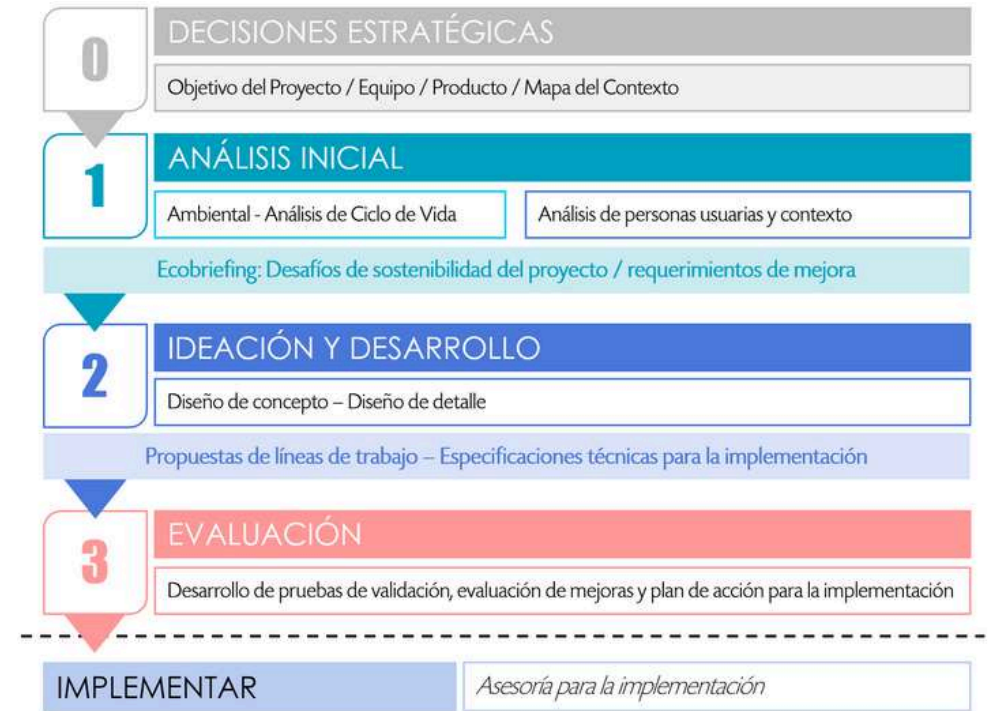 0
DECISIONES ESTRATÉGICAS
Objetivo del Proyecto / Equipo / Producto / Mapa del Contexto
1
ANÁLISIS INICIAL
Ambiental - Análisis de Ciclo de Vida
Análisis de personas usuarias y contexto
Ecobriefing: Desafíos de sostenibilidad del proyecto / requerimientos de mejora
2
IDEACIÓN Y DESARROLLO
Diseño de concepto – Diseño de detalle
Propuestas de líneas de trabajo – Especificaciones técnicas para la implementación
3
EVALUACIÓN
Desarrollo de pruebas de validación, evaluación de mejoras y plan de acción para la implementación
IMPLEMENTAR
Asesoría para la implementación